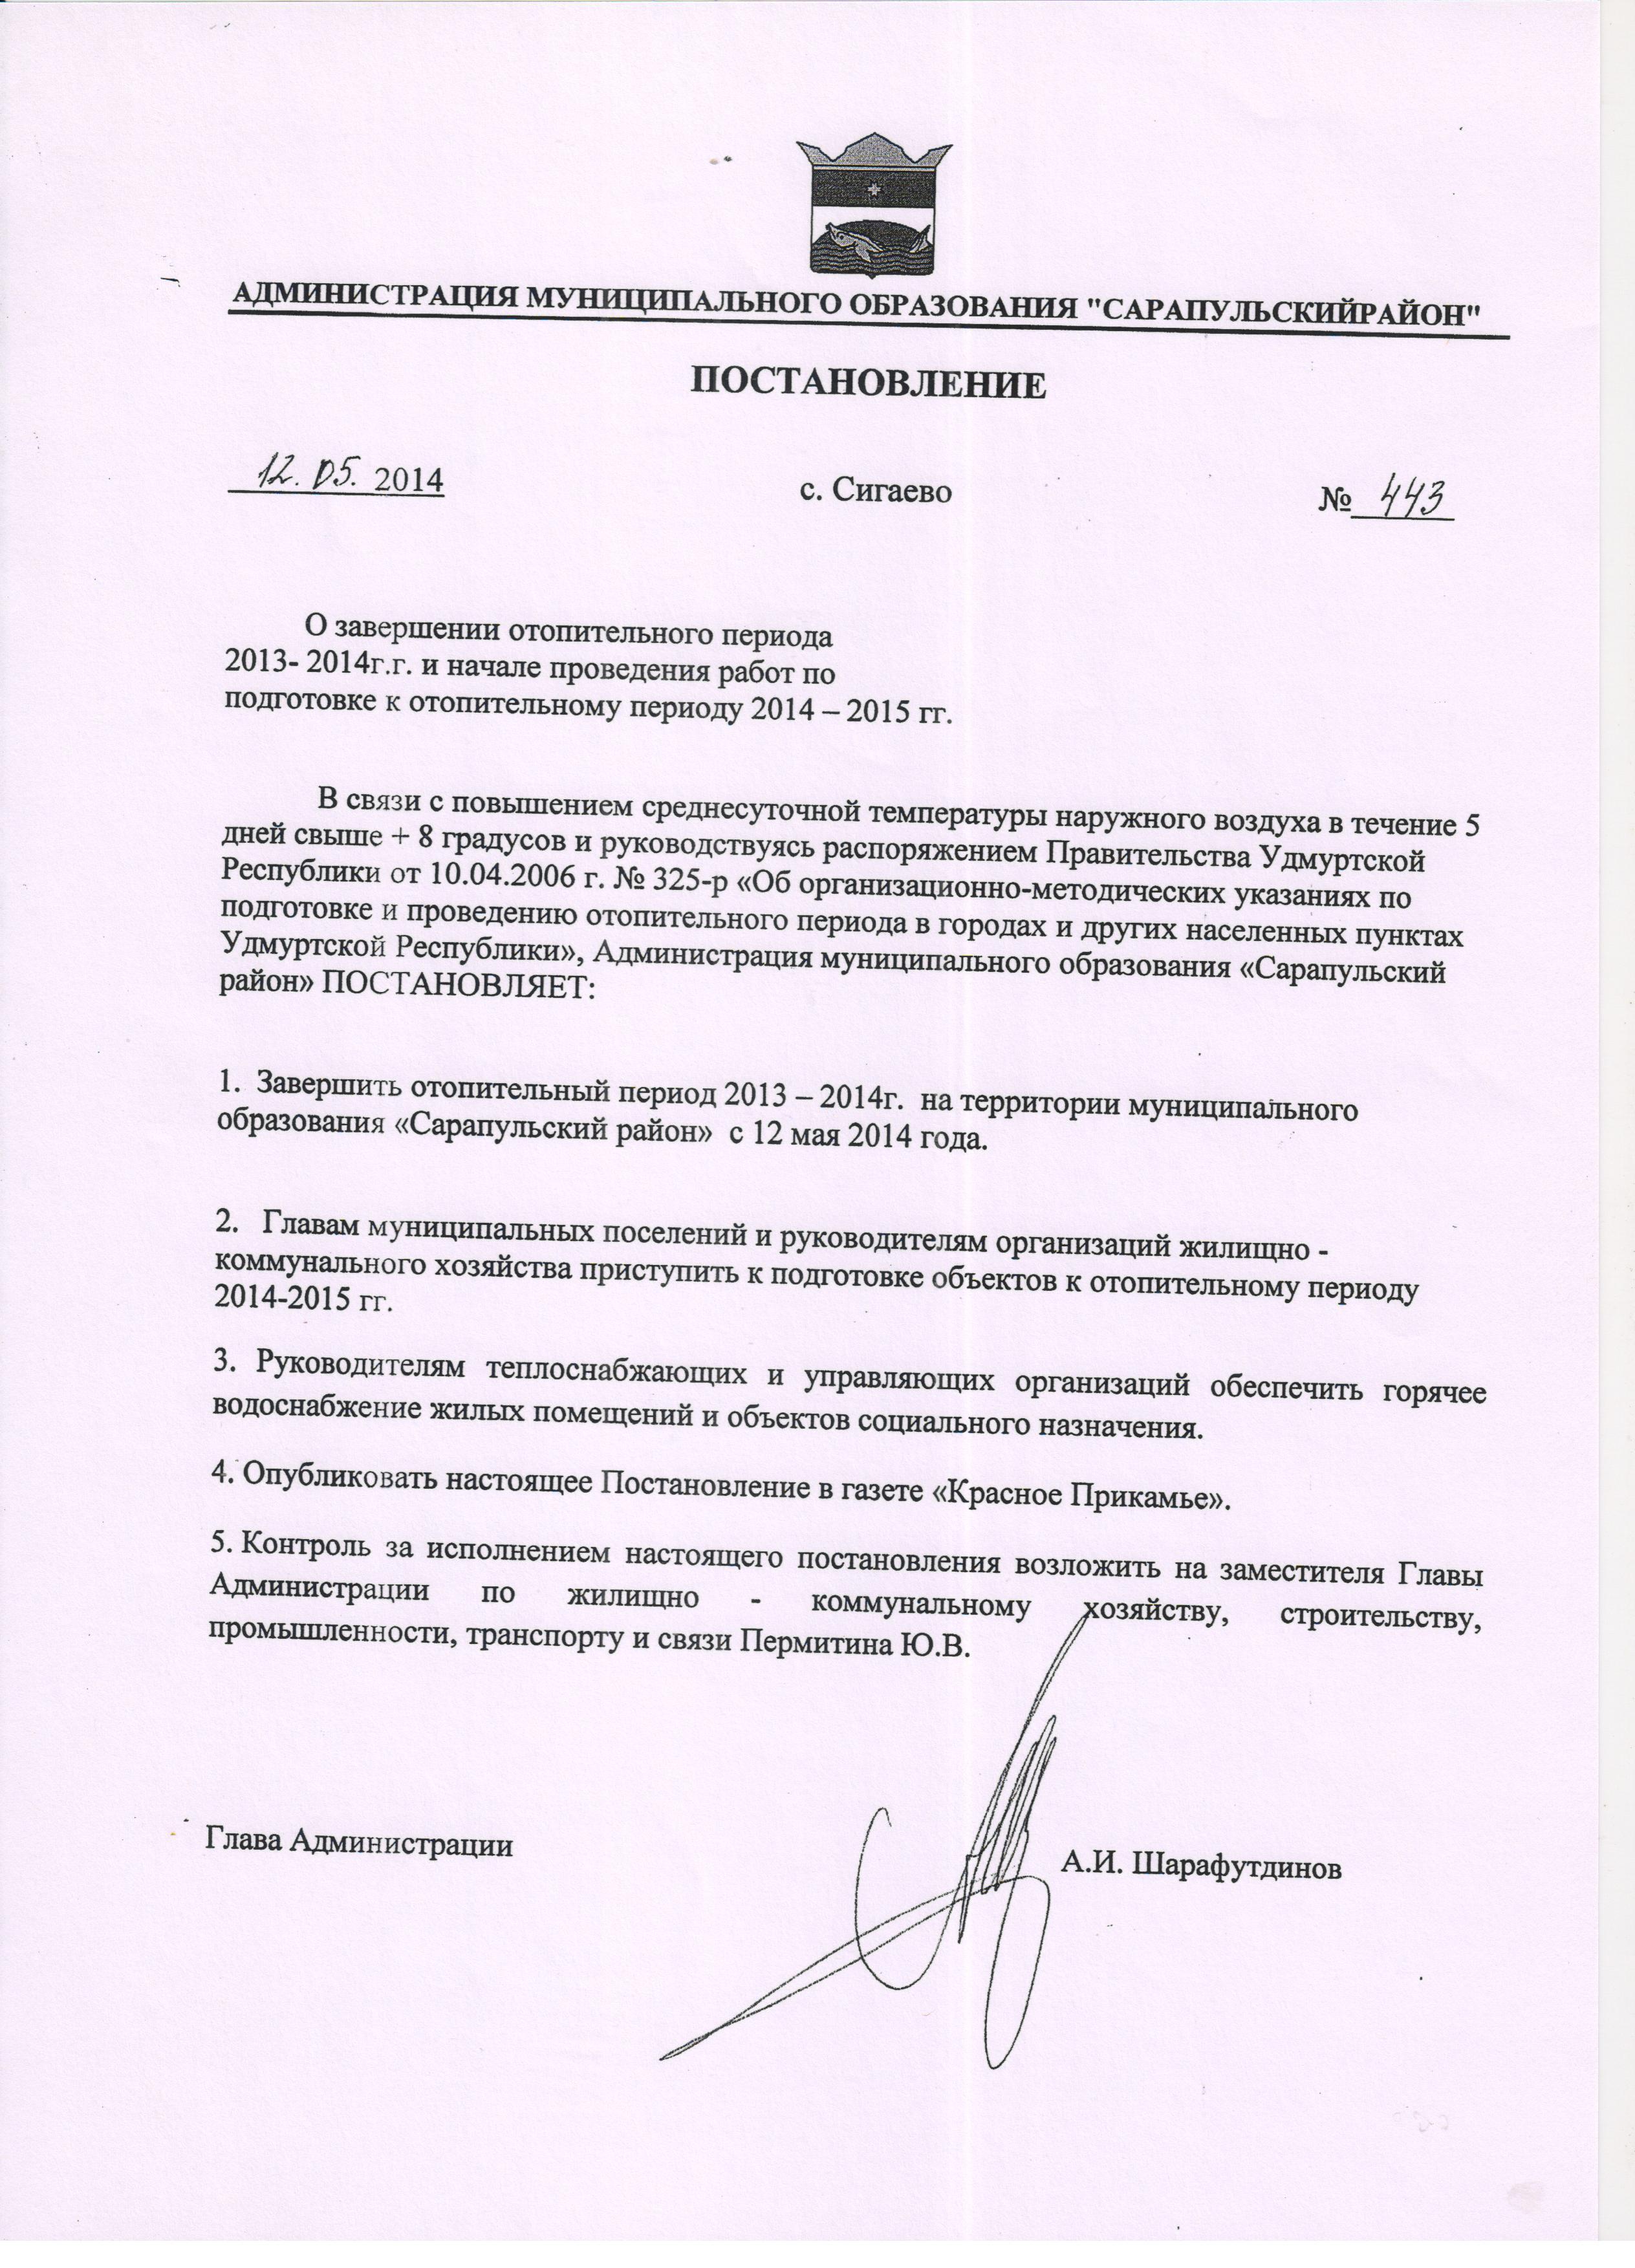 АДМИНИСТРАЦИЯ МУНИЦИПАЛЬНОГО ОБРАЗОВАНИЯ "САРАПУЛЬСКИЙРАЙОН"
ПОСТАНОВЛЕНИЕ
12.05. 2014 с. Сигаево № 443
О завершении отопительного периода
2013- 2014г.г. и начале проведения работ по
подготовке к отопительному периоду 2014 – 2015 гг.
В связи с повышением среднесуточной температуры наружного воздуха в течение 5
дней свыше + 8 градусов и руководствуясь распоряжением Правительства Удмуртской
Республики от 10.04.2006 г. № 325-р «Об организационно-методических указаниях по
подготовке и проведению отопительного периода в городах и других населенных пунктах
Удмуртской Республики», Администрация муниципального образования «Сарапульский
район» ПОСТАНОВЛЯЕТ:
1. Завершить отопительный период 2013 – 2014г. на территории муниципального
образования «Сарапульский район» с 12 мая 2014 года.
2. Главам муниципальных поселений и руководителям организаций жилищно -
коммунального хозяйства приступить к подготовке объектов к отопительному периоду
2014-2015 гг.
3. Руководителям теплоснабжающих и управляющих организаций обеспечить горячее
водоснабжение жилых помещений и объектов социального назначения.
4. Опубликовать настоящее Постановление в газете «Красное Прикамье».
5. Контроль за исполнением настоящего постановления возложить на заместителя Главы
Администрации по жилищно - коммунальному хозяйству, строительству,
промышленности, транспорту и связи Пермитина Ю.В.
Глава Администрации А.И. Шарафутдинов